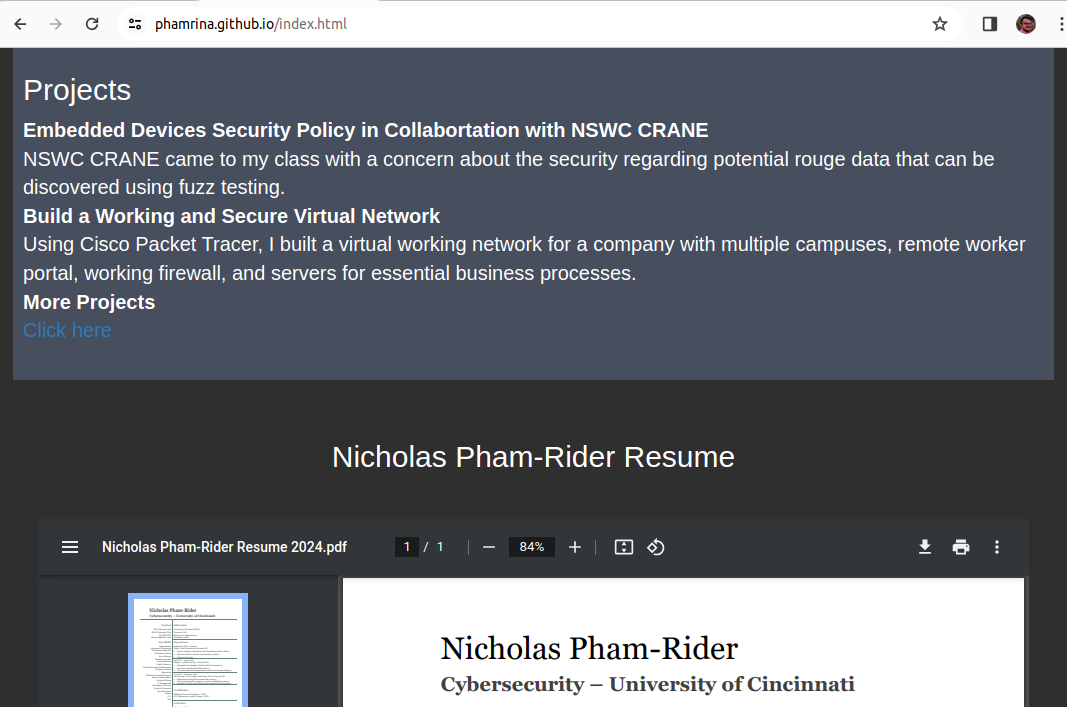 phamrina.github.io/index.html
Projects
Embedded Devices Security Policy in Collabortation with NSWC CRANE
NSWC CRANE came to my class with a concern about the security regarding potential rouge data that can be
discovered using fuzz testing.
Build a Working and Secure Virtual Network
Using Cisco Packet Tracer, I built a virtual working network for a company with multiple campuses, remote worker
portal, working firewall, and servers for essential business processes.
More Projects
Click here
Nicholas Pham-Rider Resume
Nicholas Pham-Rider Resume 2024.pdf 1 / 1 84%
Nicholas Pham-Rider
Cybersecurity – University of Cincinnati
Nicholas Pham-Rider
Cybersecurity – University of Cincinnati